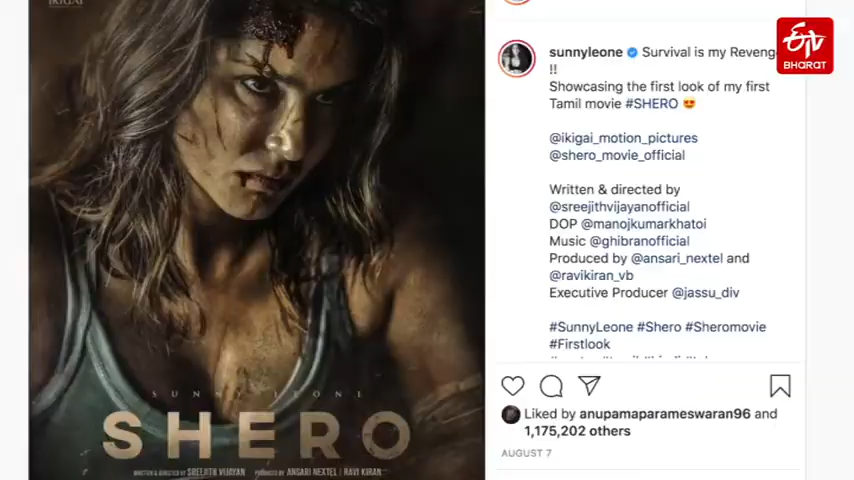 IKIGAI
SUNNY LEONE
SHERO
WRITTEN & DIRECTED BY SREEJITH VIJAYAN PRODUCED BY ANSARI NEXTEL | RAVI KIRAN
sunnyleone Survival is my Reveng
!!
Showcasing the first look of my first
Tamil movie #SHERO 😍
@ikigai_motion_pictures
@shero_movie_official
Written & directed by
@sreejithvijayanofficial
DOP @manojkumarkhatoi
Music @ghibranofficial
Produced by @ansari_nextel and
@ravikiran_vb
Executive Producer @jassu_div
#SunnyLeone #Shero #Sheromovie
#Firstlook
Liked by anupamaparameswaran96 and
1,175,202 others
AUGUST 7
ETV
BHARAT